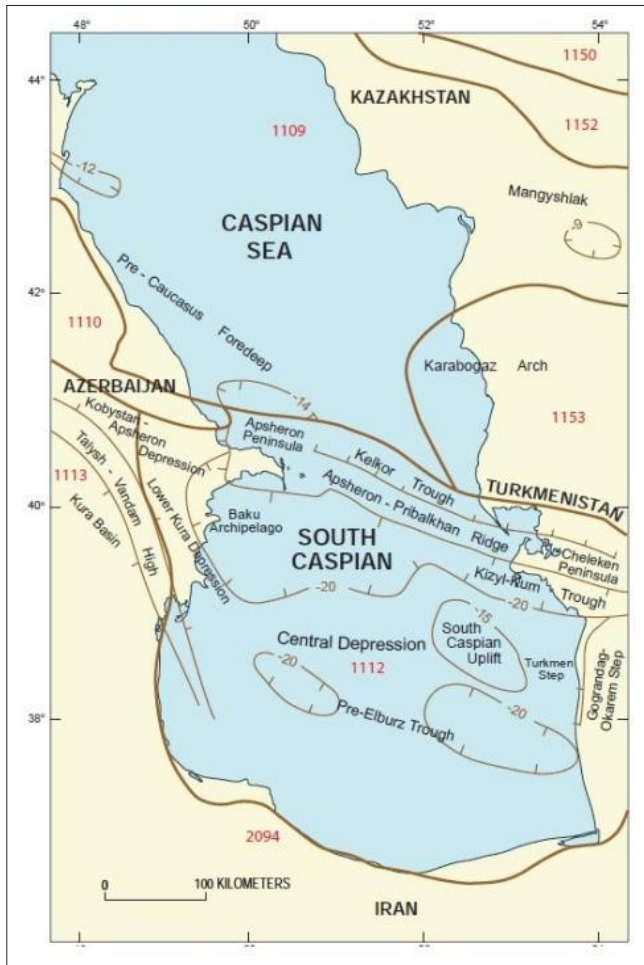 48°
50°
52°
54°
44°
1150
KAZAKHSTAN
1109
1152
-12
Mangyshlak
-9
CASPIAN
SEA
42°
Pre - Caucasus Foredeep
1110
Karabogaz Arch
AZERBAIJAN
-14
1153
Kobystan -
Apsheron
Depression
Apsheron
Peninsula
Kelkor Trough
Talysh - Vandam High
1113
TURKMENISTAN
40°
Kura Basin
Lower Kura Depression
Baku
Archipelago
Apsheron - Pribalkhan Ridge
SOUTH
CASPIAN
Cheleken
Peninsula
Kizyl-Kum Trough
-20
-20
-15
Central Depression
South
Caspian
Uplift
1112
Turkmen
Step
Gograndag-
Okarem Step
-20
38°
Pre-Elburz Trough
-20
2094
0
100 KILOMETERS
IRAN